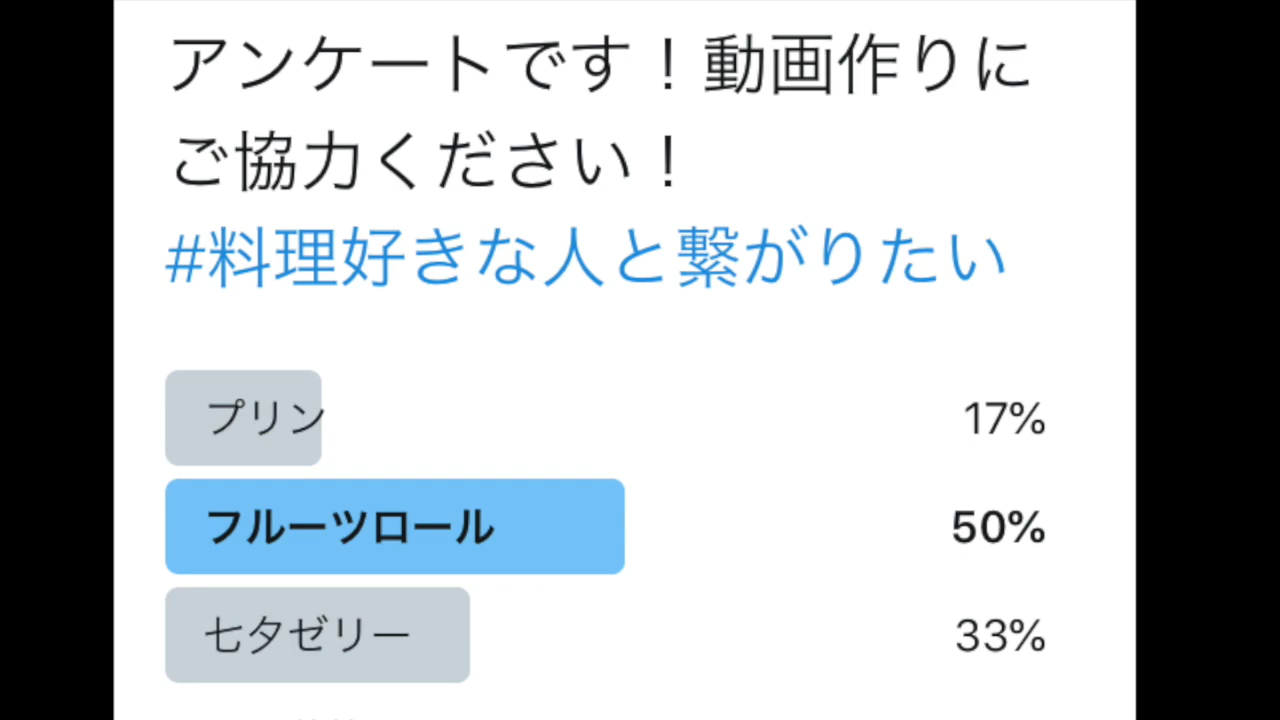 アンケートです！動画作りに
ご協力ください！
#料理好きな人と繋がりたい
プリン 17%
フルーツロール 50%
七夕ゼリー 33%